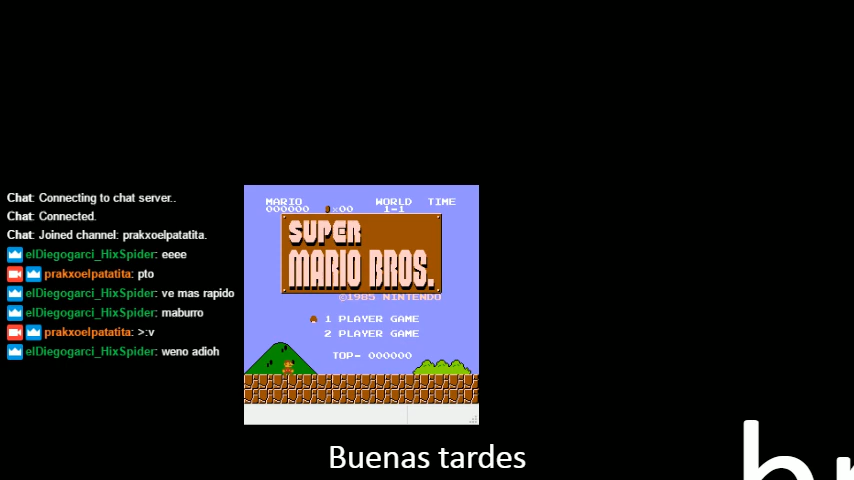 Chat: Connecting to chat server..
Chat: Connected.
Chat: Joined channel: prakxoelpatatita.
elDiegogarci_HixSpider: eeee
prakxoelpatatita: pto
elDiegogarci_HixSpider: ve mas rapido
elDiegogarci_HixSpider: maburro
prakxoelpatatita: >:v
elDiegogarci_HixSpider: weno adioh
MARIO WORLD TIME
000000 x00 1-1
SUPER
MARIO BROS.
©1985 NINTENDO
1 PLAYER GAME
2 PLAYER GAME
TOP- 000000
Buenas tardes